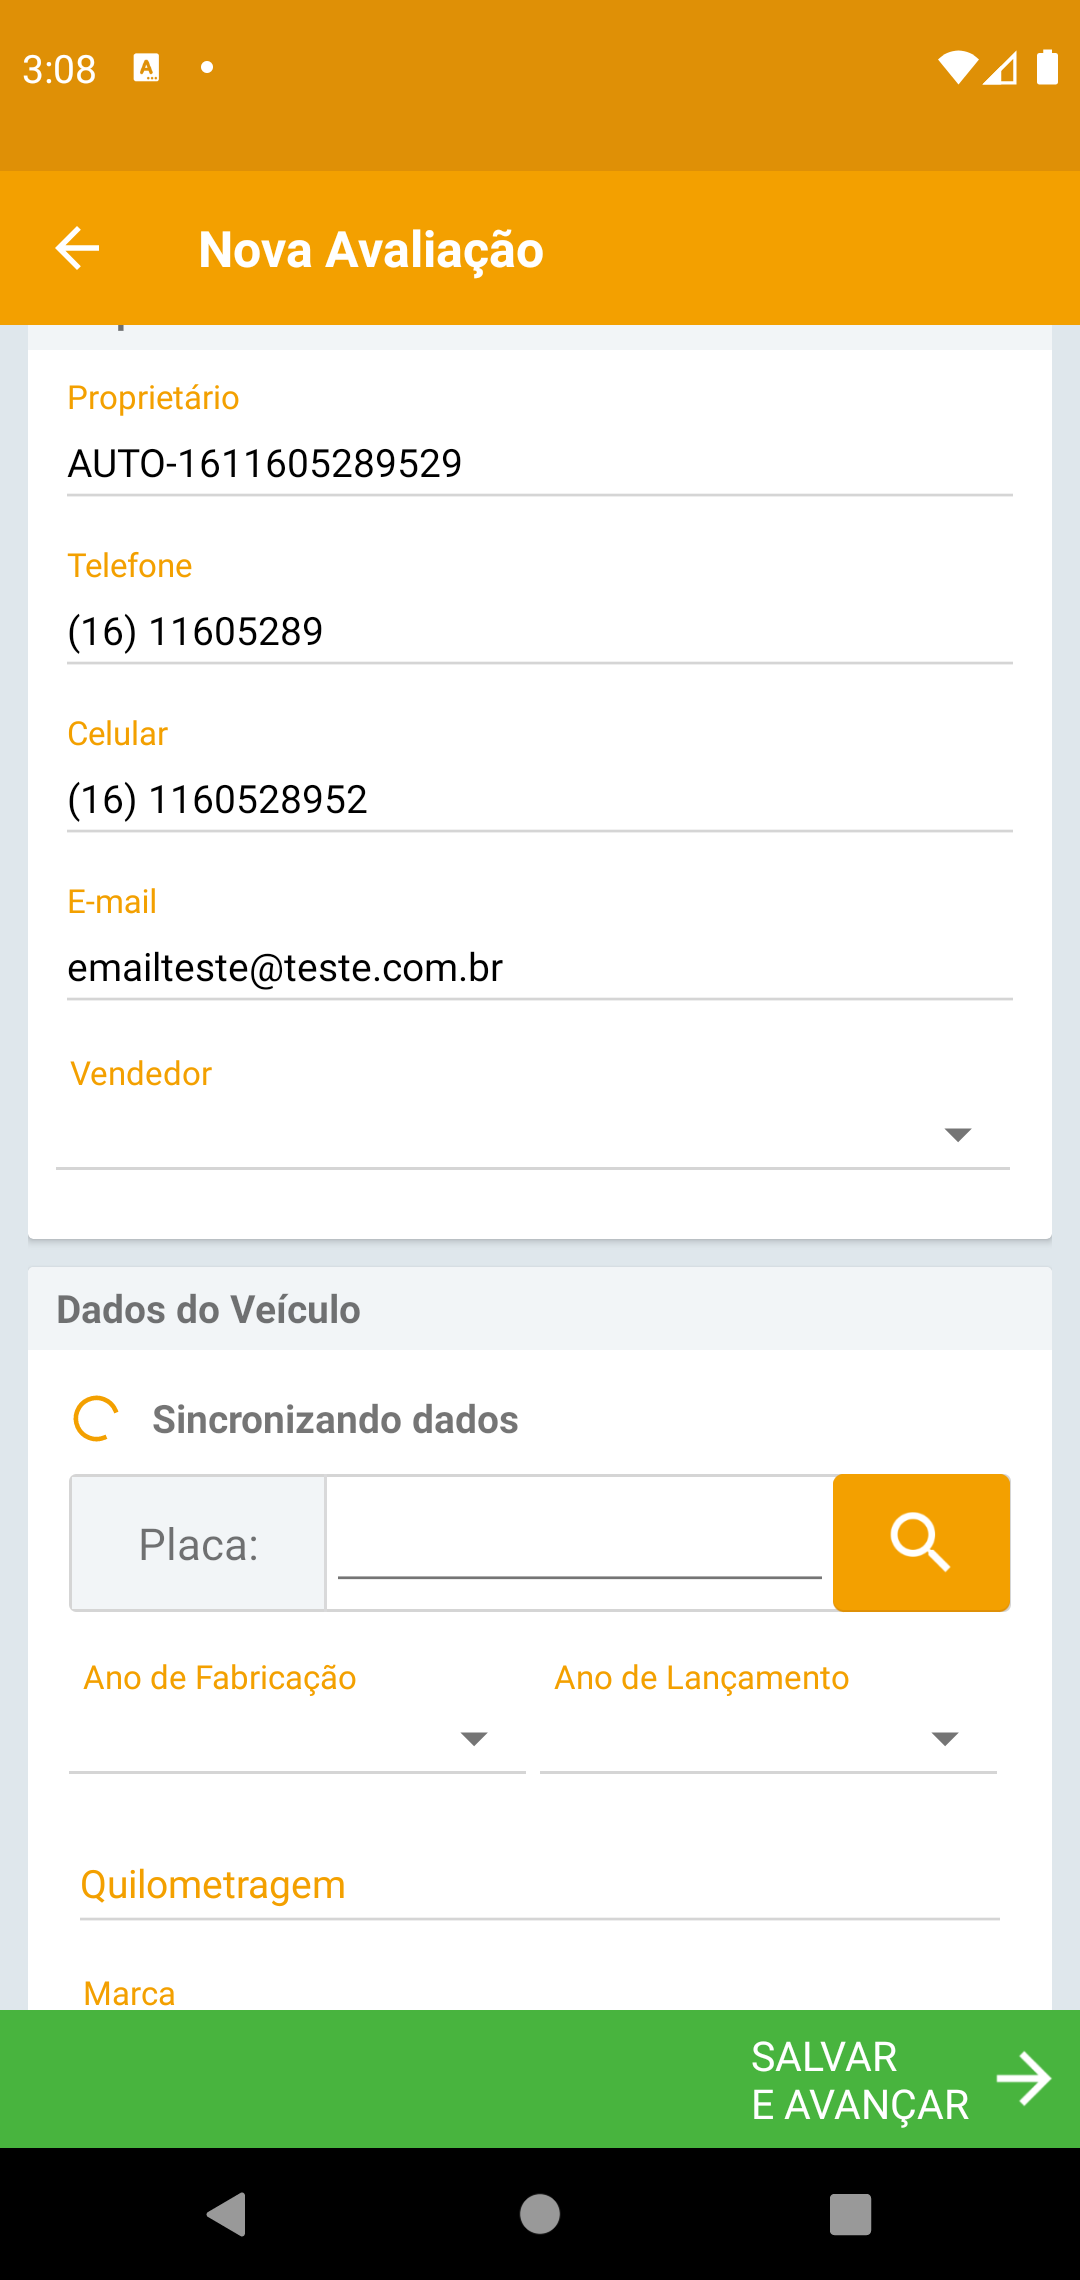 3:08
Nova Avaliação
Proprietário
AUTO-1611605289529
Telefone
(16) 11605289
Celular
(16) 1160528952
E-mail
emailteste@teste.com.br
Vendedor
Dados do Veículo
Sincronizando dados
Placa:
Ano de Fabricação
Ano de Lançamento
Quilometragem
Marca
SALVAR
E AVANÇAR